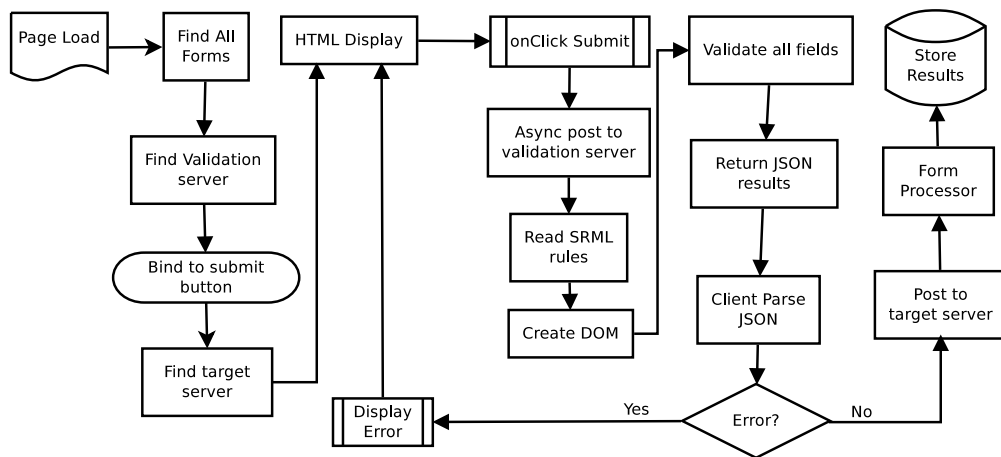 Page Load
Find All
Forms
Find Validation
server
Bind to submit
button
Find target
server
HTML Display
onClick Submit
Async post to
validation server
Read SRML
rules
Create DOM
Validate all fields
Return JSON
results
Client Parse
JSON
Error?
Yes
Display
Error
No
Post to
target server
Form
Processor
Store
Results